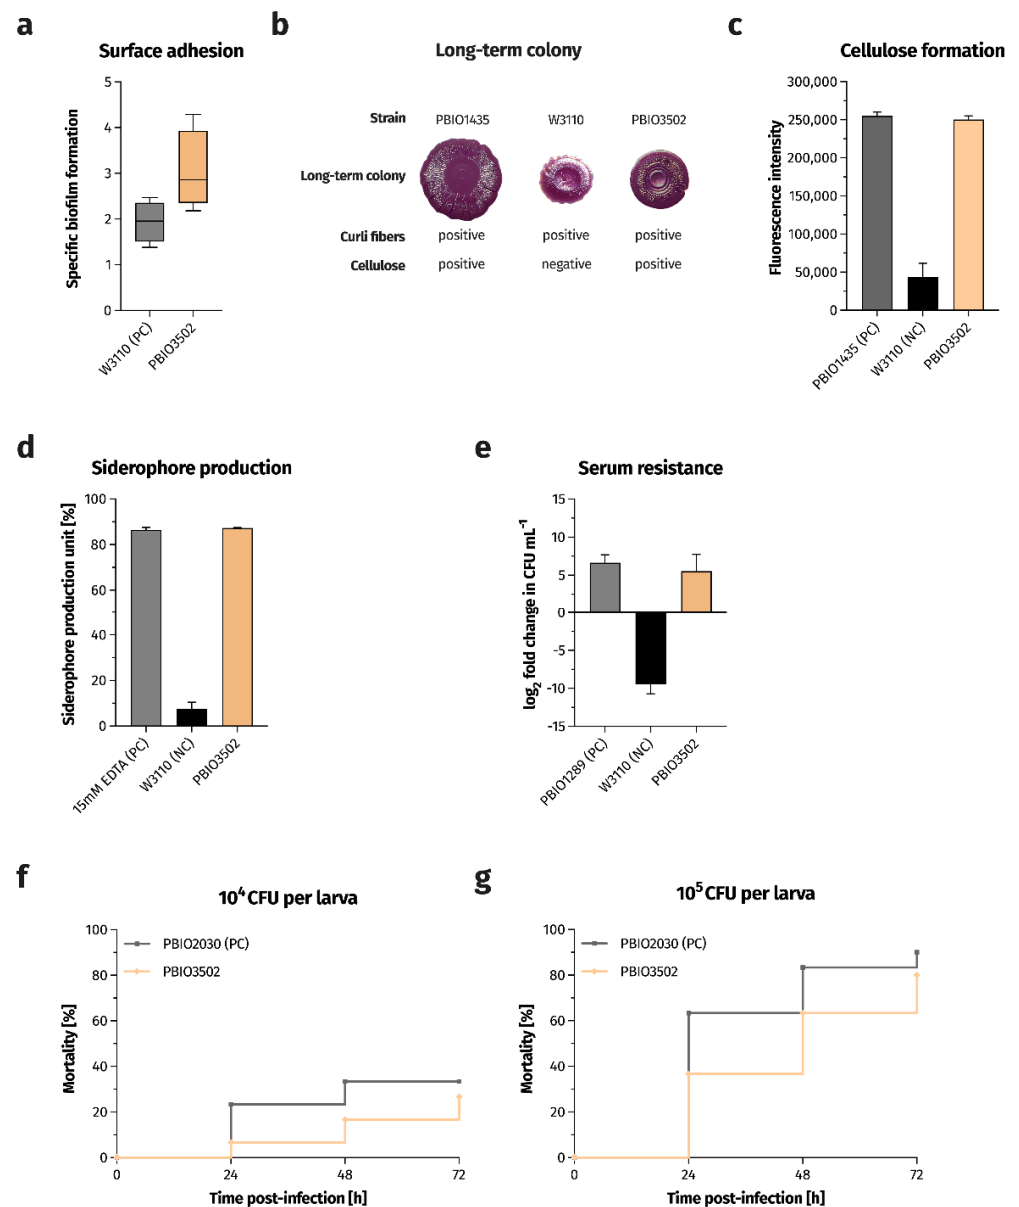 a
Surface adhesion
Specific biofilm formation
5
4
3
2
1
0
W3110 (PC)
PBIO3502
b
Long-term colony
Strain PBIO1435 W3110 PBIO3502
Long-term colony
Curli fibers positive positive positive
Cellulose positive negative positive
c
Cellulose formation
Fluorescence intensity
300,000
250,000
200,000
150,000
100,000
50,000
0
PBIO1435 (PC)
W3110 (NC)
PBIO3502
d
Siderophore production
Siderophore production unit [%]
100
80
60
40
20
0
15mM EDTA (PC)
W3110 (NC)
PBIO3502
e
Serum resistance
log2 fold change in CFU mL-1
15
10
5
0
-5
-10
-15
PBIO1289 (PC)
W3110 (NC)
PBIO3502
f
10⁴ CFU per larva
PBIO2030 (PC)
PBIO3502
Mortality [%]
100
80
60
40
20
0
0 24 48 72
Time post-infection [h]
g
10⁵ CFU per larva
PBIO2030 (PC)
PBIO3502
Mortality [%]
100
80
60
40
20
0
0 24 48 72
Time post-infection [h]